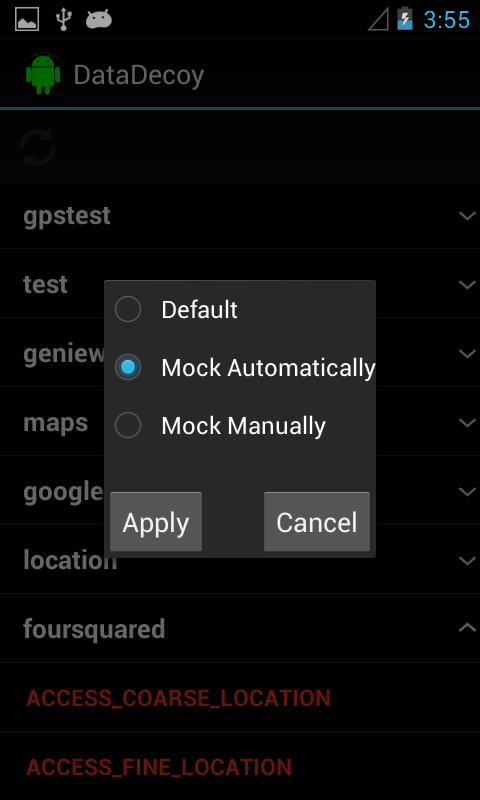 3:55
DataDecoy
gpstest
test
Default
geniew
Mock Automatically
maps
Mock Manually
google
Apply Cancel
location
foursquared
ACCESS_COARSE_LOCATION
ACCESS_FINE_LOCATION